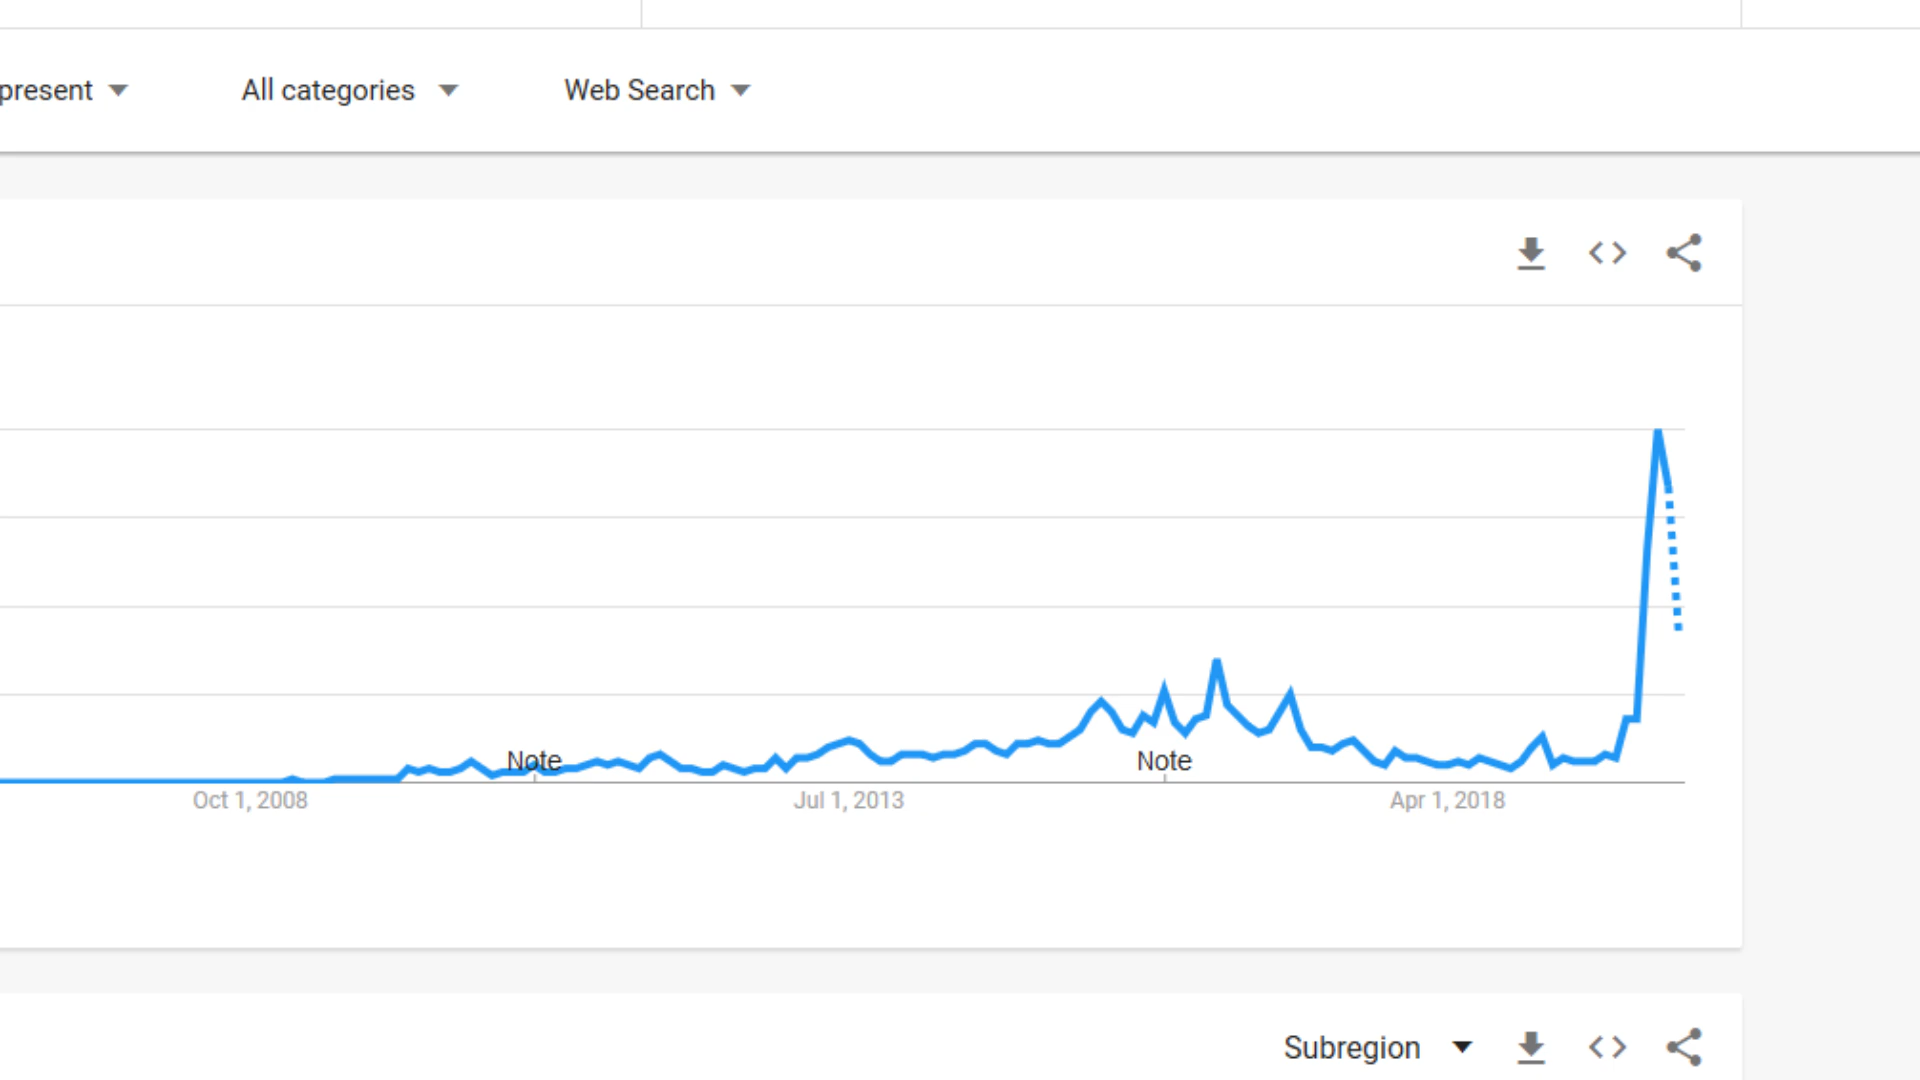 present All categories Web Search
Note Note
Oct 1, 2008 Jul 1, 2013 Apr 1, 2018
Subregion